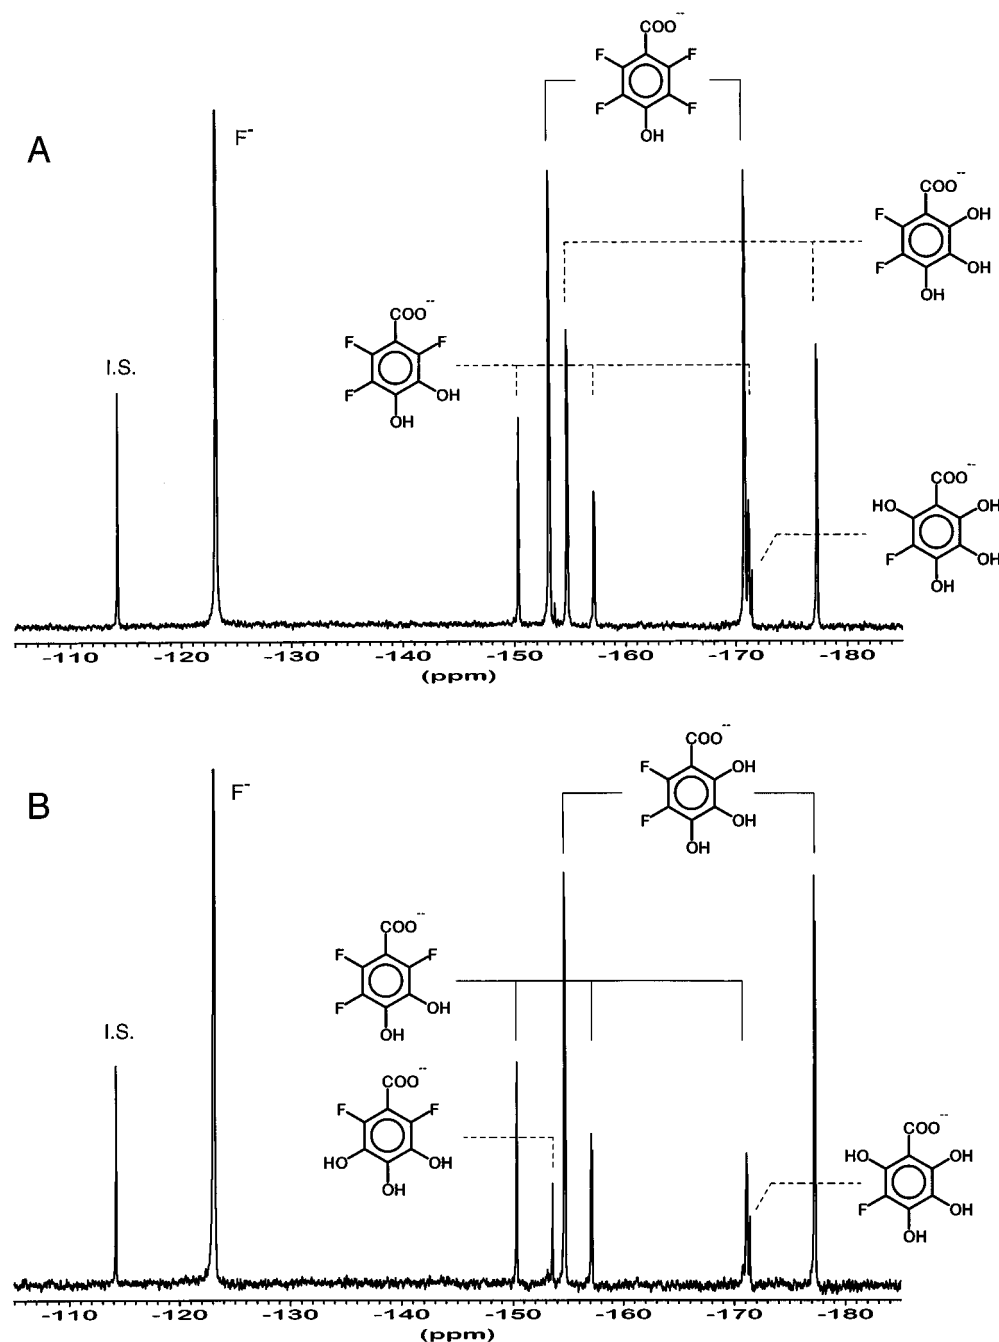 COO--
F F
F F
OH
A
F-
COO--
F OH
F OH
OH
COO--
F F
F OH
OH
I.S.
COO--
HO OH
F OH
OH
-110 -120 -130 -140 -150 -160 -170 -180
(ppm)
COO--
F OH
F OH
OH
B
F-
COO--
F F
F OH
OH
I.S.
COO--
F F
HO OH
OH
COO--
HO OH
F OH
OH
-110 -120 -130 -140 -150 -160 -170 -180
(ppm)